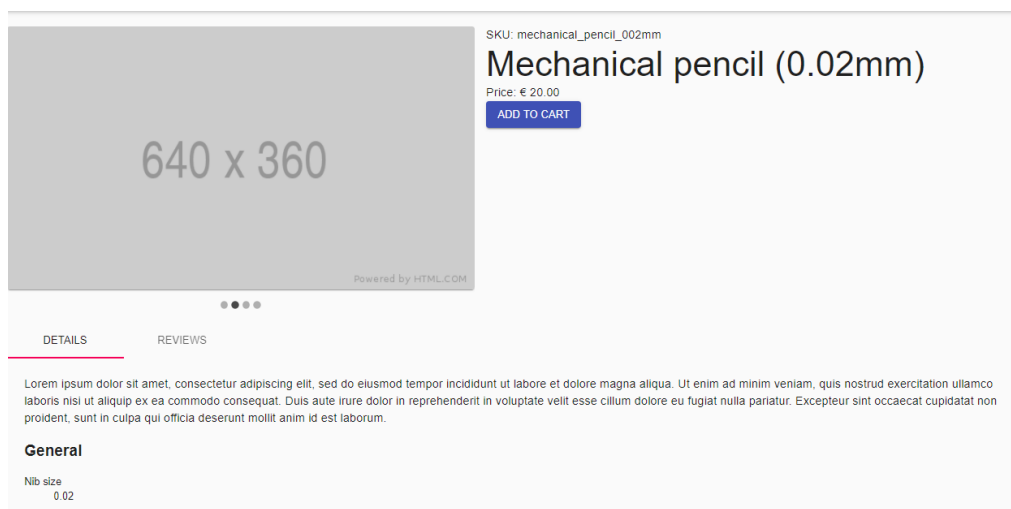 640 x 360
Powered by HTML.COM
SKU: mechanical_pencil_002mm
Mechanical pencil (0.02mm)
Price: € 20.00
ADD TO CART
DETAILS
REVIEWS
Lorem ipsum dolor sit amet, consectetur adipiscing elit, sed do eiusmod tempor incididunt ut labore et dolore magna aliqua. Ut enim ad minim veniam, quis nostrud exercitation ullamco
laboris nisi ut aliquip ex ea commodo consequat. Duis aute irure dolor in reprehenderit in voluptate velit esse cillum dolore eu fugiat nulla pariatur. Excepteur sint occaecat cupidatat non
proident, sunt in culpa qui officia deserunt mollit anim id est laborum.
General
Nib size
0.02